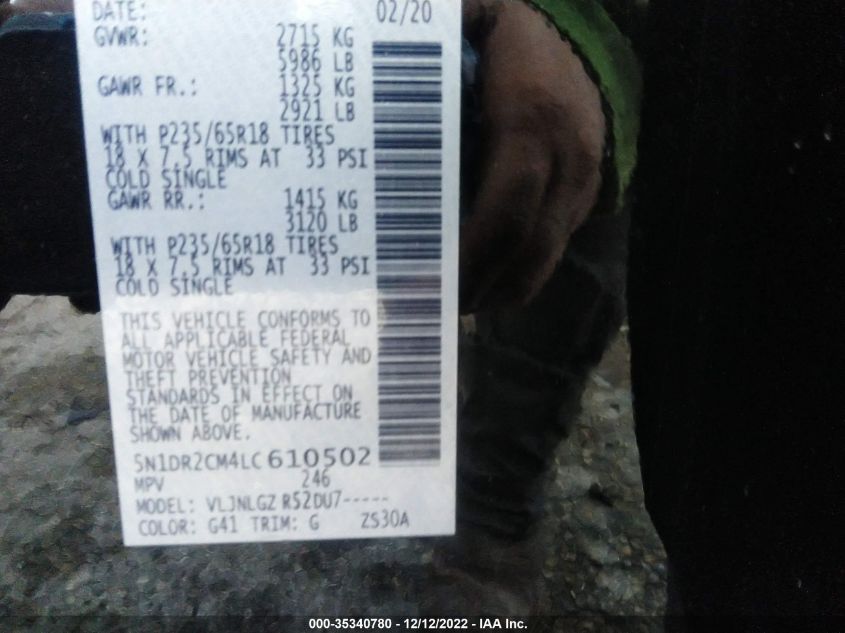 DATE: 02/20
GVWR: 2715 KG
5986 LB
GAWR FR.: 1325 KG
2921 LB
WITH P235/65R18 TIRES
18 X 7.5 RIMS AT 33 PSI
COLD SINGLE
GAWR RR.: 1415 KG
3120 LB
WITH P235/65R18 TIRES
18 X 7.5 RIMS AT 33 PSI
COLD SINGLE
THIS VEHICLE CONFORMS TO
ALL APPLICABLE FEDERAL
MOTOR VEHICLE SAFETY AND
THEFT PREVENTION
STANDARDS IN EFFECT ON
THE DATE OF MANUFACTURE
SHOWN ABOVE.
5N1DR2CM4LC610502
MPV 246
MODEL: VLJNLGZ R52DU7-----
COLOR: G41 TRIM: G ZS30A
000-35340780 - 12/12/2022 - IAA Inc.